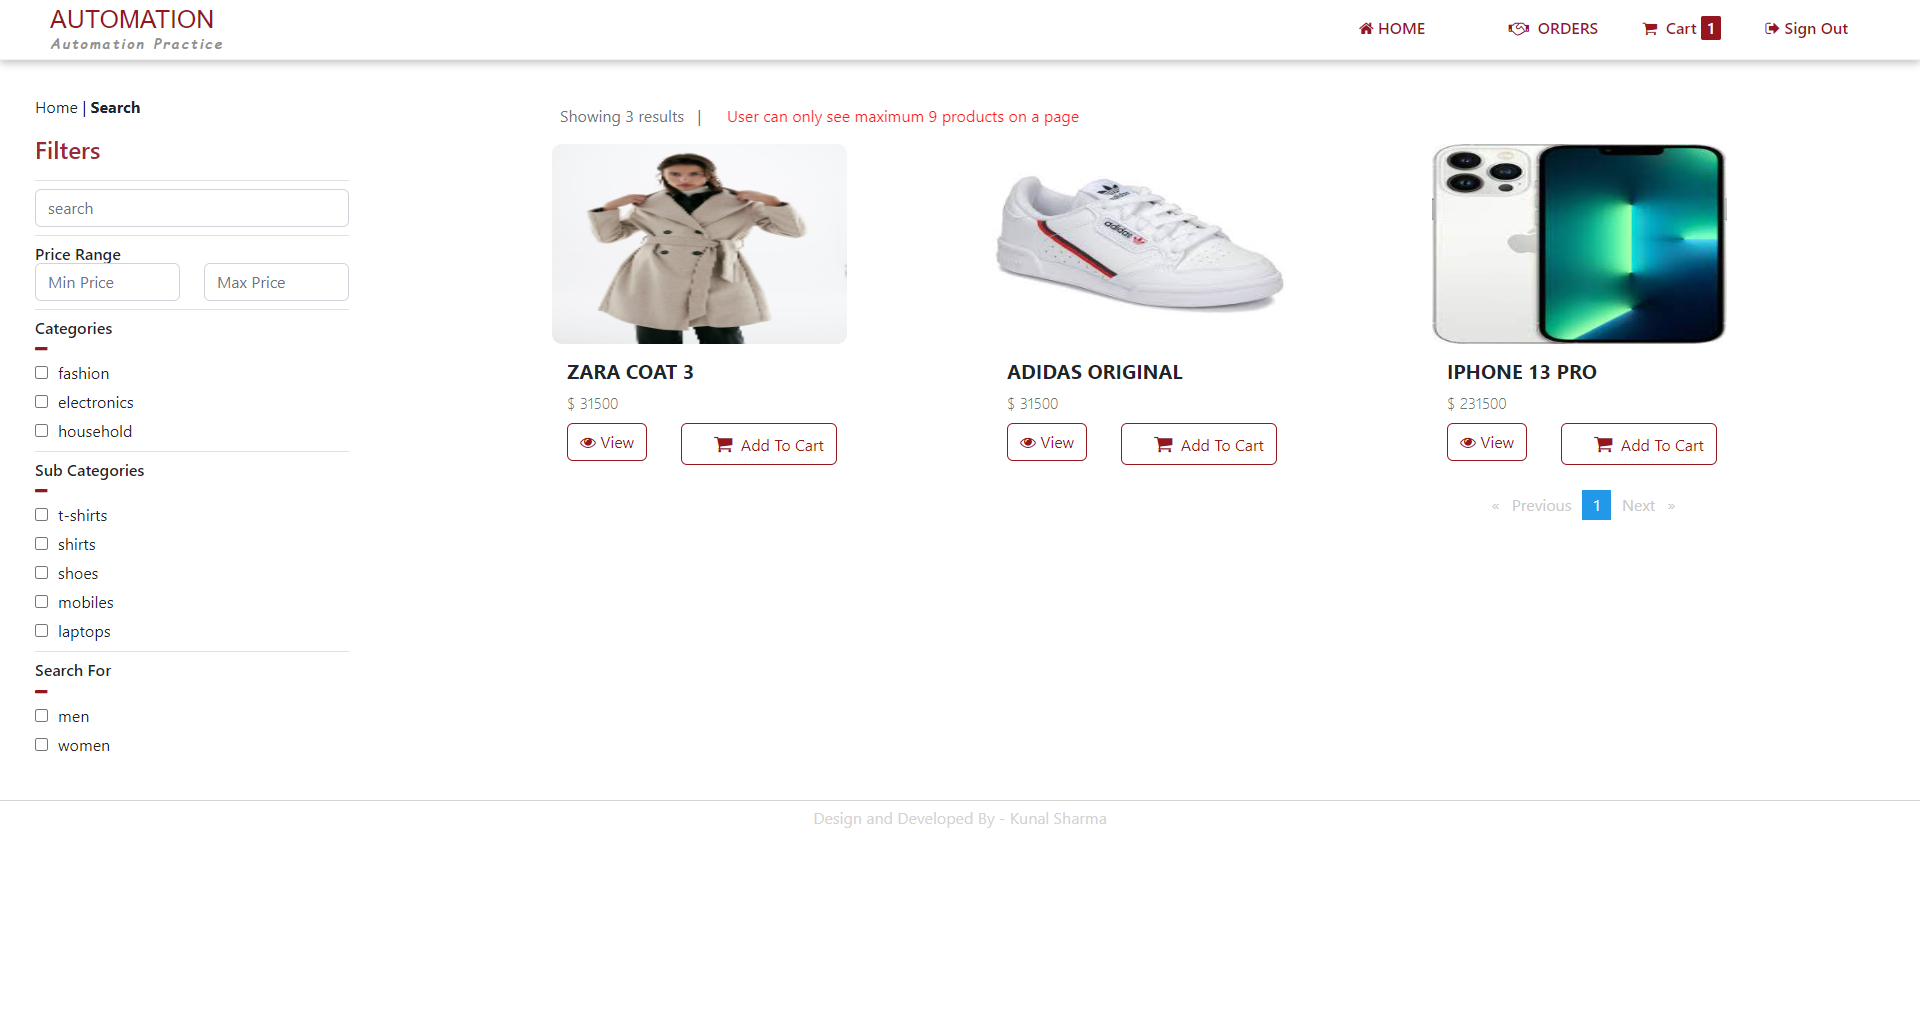 AUTOMATION
Automation Practice
HOME
ORDERS
Cart 1
Sign Out
Home | Search
Filters
search
Price Range
Min Price
Max Price
Categories
fashion
electronics
household
Sub Categories
t-shirts
shirts
shoes
mobiles
laptops
Search For
men
women
Showing 3 results |
User can only see maximum 9 products on a page
ZARA COAT 3
$ 31500
View
Add To Cart
adidas
ADIDAS ORIGINAL
$ 31500
View
Add To Cart
IPHONE 13 PRO
$ 231500
View
Add To Cart
« Previous 1 Next »
Design and Developed By - Kunal Sharma